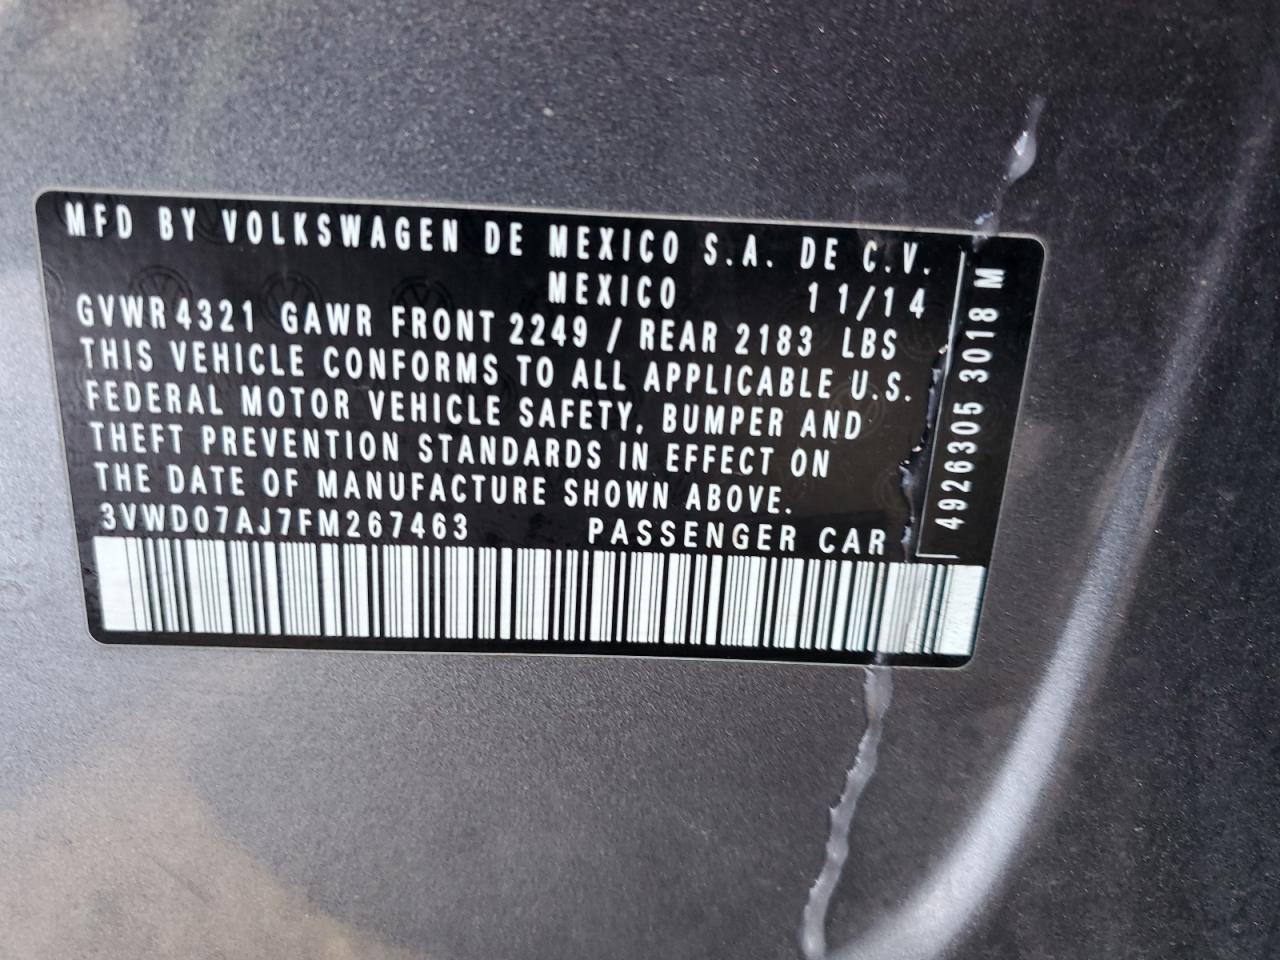 MFD BY VOLKSWAGEN DE MEXICO S.A. DE C.V.
MEXICO 11/14
GVWR 4321 GAWR FRONT 2249 / REAR 2183 LBS
THIS VEHICLE CONFORMS TO ALL APPLICABLE U.S.
FEDERAL MOTOR VEHICLE SAFETY, BUMPER AND
THEFT PREVENTION STANDARDS IN EFFECT ON
THE DATE OF MANUFACTURE SHOWN ABOVE.
3VWD07AJ7FM267463 PASSENGER CAR
4926305 3018 M